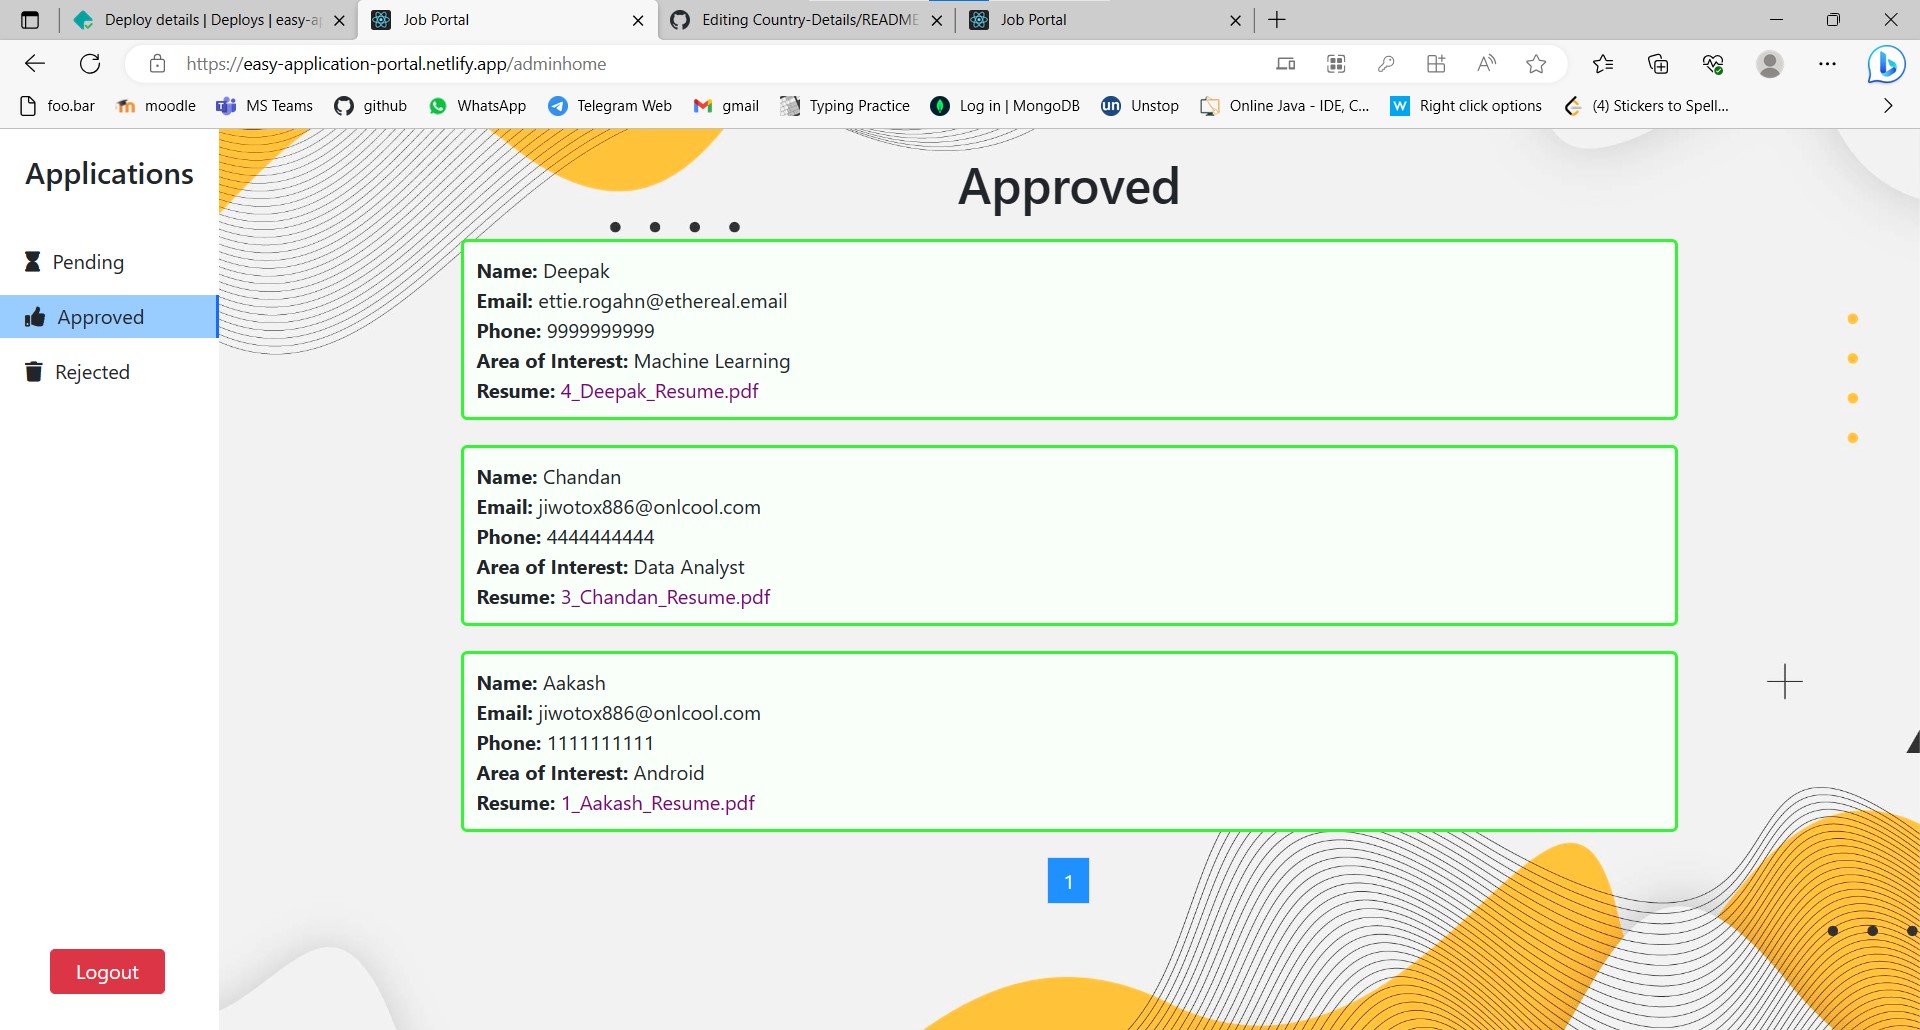 Deploy details | Deploys | easy-a
Job Portal
Editing Country-Details/README
Job Portal
https://easy-application-portal.netlify.app/adminhome
foo.bar
moodle
MS Teams
github
WhatsApp
Telegram Web
gmail
Typing Practice
Log in | MongoDB
un Unstop
Online Java - IDE, C...
W Right click options
(4) Stickers to Spell...
Applications
Pending
Approved
Rejected
Logout
Approved
Name: Deepak
Email: ettie.rogahn@ethereal.email
Phone: 9999999999
Area of Interest: Machine Learning
Resume: 4_Deepak_Resume.pdf
Name: Chandan
Email: jiwotox886@onlcool.com
Phone: 4444444444
Area of Interest: Data Analyst
Resume: 3_Chandan_Resume.pdf
Name: Aakash
Email: jiwotox886@onlcool.com
Phone: 1111111111
Area of Interest: Android
Resume: 1_Aakash_Resume.pdf
1